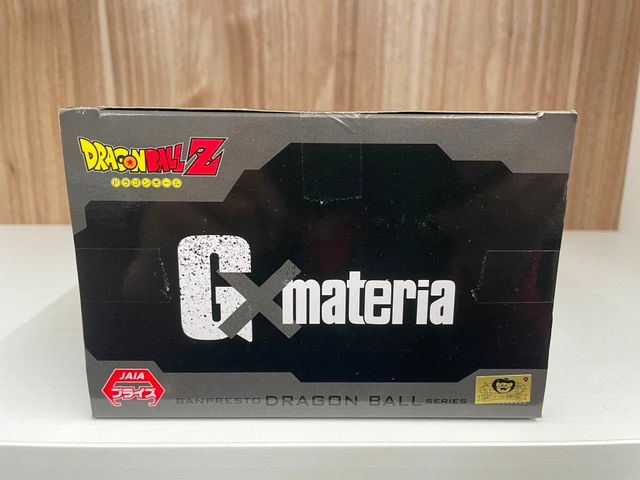 DRAGON BALL Z
ドラゴンボール
G×materia
JAIA
プライズ
BANPRESTO DRAGON BALL SERIES